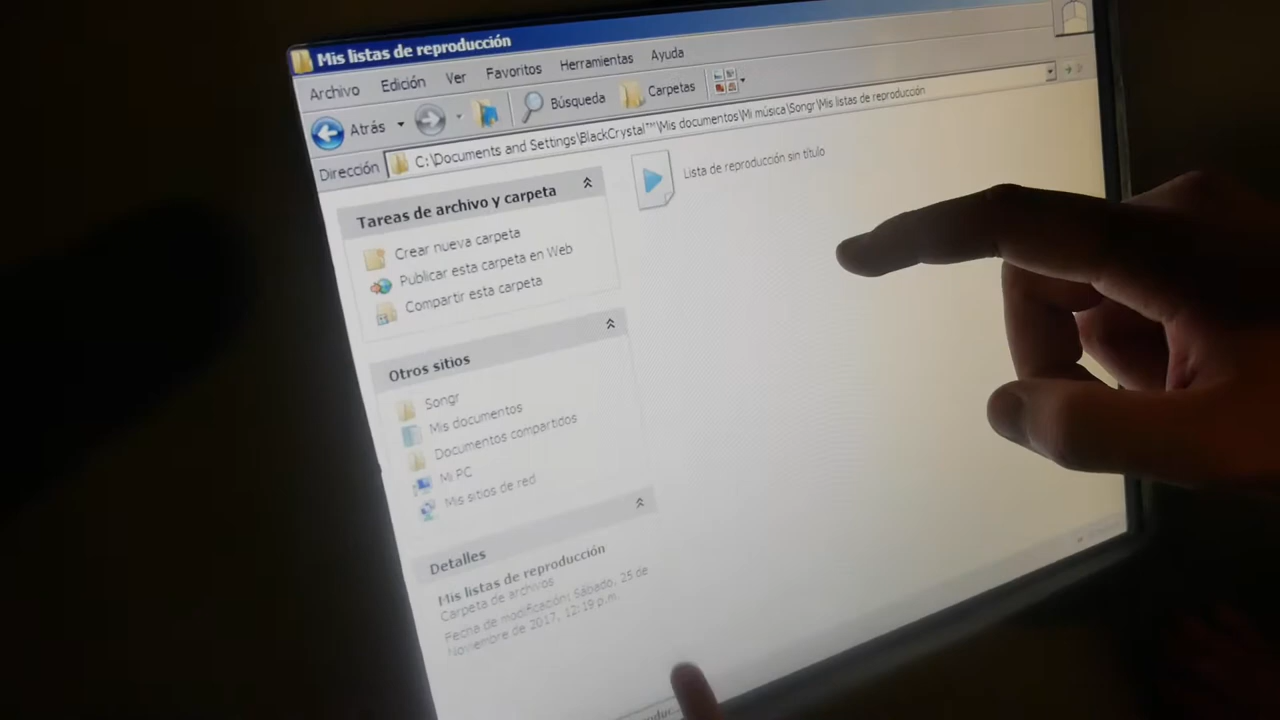 Mis listas de reproducción
Archivo Edición Ver Favoritos Herramientas Ayuda
Atrás Búsqueda Carpetas
Dirección C:\Documents and Settings\BlackCrystal™\Mis documentos\Mi música\Songr\Mis listas de reproducción
Tareas de archivo y carpeta
Crear nueva carpeta
Publicar esta carpeta en Web
Compartir esta carpeta
Otros sitios
Songr
Mis documentos
Documentos compartidos
Mi PC
Mis sitios de red
Detalles
Mis listas de reproducción
Carpeta de archivos
Fecha de modificación: Sábado, 25 de
Noviembre de 2017, 12:19 p.m.
Lista de reproducción sin título